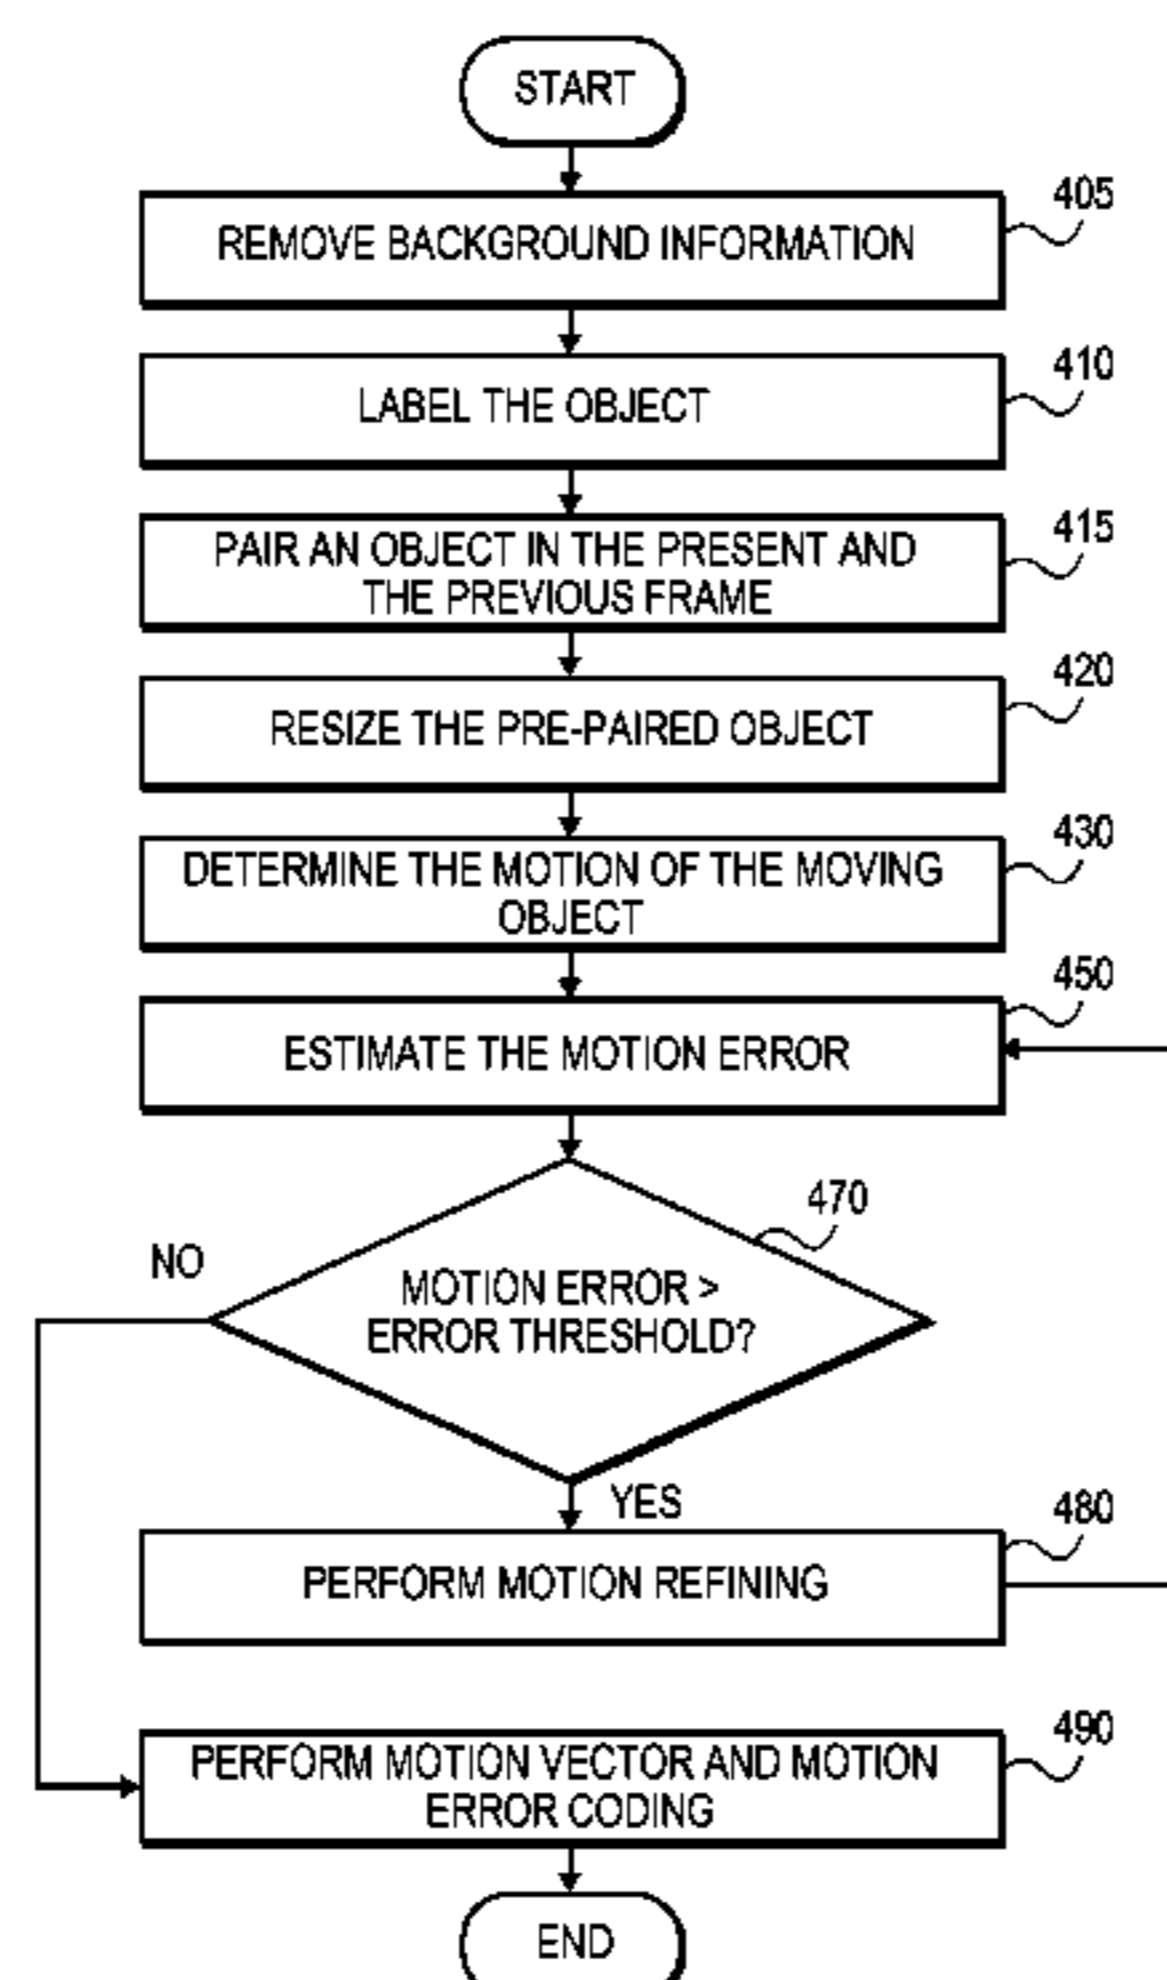 START
405
REMOVE BACKGROUND INFORMATION
410
LABEL THE OBJECT
415
PAIR AN OBJECT IN THE PRESENT AND
THE PREVIOUS FRAME
420
RESIZE THE PRE-PAIRED OBJECT
430
DETERMINE THE MOTION OF THE MOVING
OBJECT
450
ESTIMATE THE MOTION ERROR
470
NO
MOTION ERROR >
ERROR THRESHOLD?
YES
480
PERFORM MOTION REFINING
490
PERFORM MOTION VECTOR AND MOTION
ERROR CODING
END